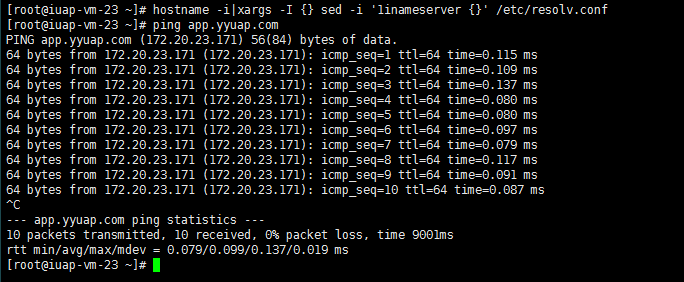 [root@iuap-vm-23 ~]# hostname -i|xargs -I {} sed -i '1inameserver {}' /etc/resolv.conf
[root@iuap-vm-23 ~]# ping app.yyuap.com
PING app.yyuap.com (172.20.23.171) 56(84) bytes of data.
64 bytes from 172.20.23.171 (172.20.23.171): icmp_seq=1 ttl=64 time=0.115 ms
64 bytes from 172.20.23.171 (172.20.23.171): icmp_seq=2 ttl=64 time=0.109 ms
64 bytes from 172.20.23.171 (172.20.23.171): icmp_seq=3 ttl=64 time=0.137 ms
64 bytes from 172.20.23.171 (172.20.23.171): icmp_seq=4 ttl=64 time=0.080 ms
64 bytes from 172.20.23.171 (172.20.23.171): icmp_seq=5 ttl=64 time=0.080 ms
64 bytes from 172.20.23.171 (172.20.23.171): icmp_seq=6 ttl=64 time=0.097 ms
64 bytes from 172.20.23.171 (172.20.23.171): icmp_seq=7 ttl=64 time=0.079 ms
64 bytes from 172.20.23.171 (172.20.23.171): icmp_seq=8 ttl=64 time=0.117 ms
64 bytes from 172.20.23.171 (172.20.23.171): icmp_seq=9 ttl=64 time=0.091 ms
64 bytes from 172.20.23.171 (172.20.23.171): icmp_seq=10 ttl=64 time=0.087 ms
^C
--- app.yyuap.com ping statistics ---
10 packets transmitted, 10 received, 0% packet loss, time 9001ms
rtt min/avg/max/mdev = 0.079/0.099/0.137/0.019 ms
[root@iuap-vm-23 ~]#